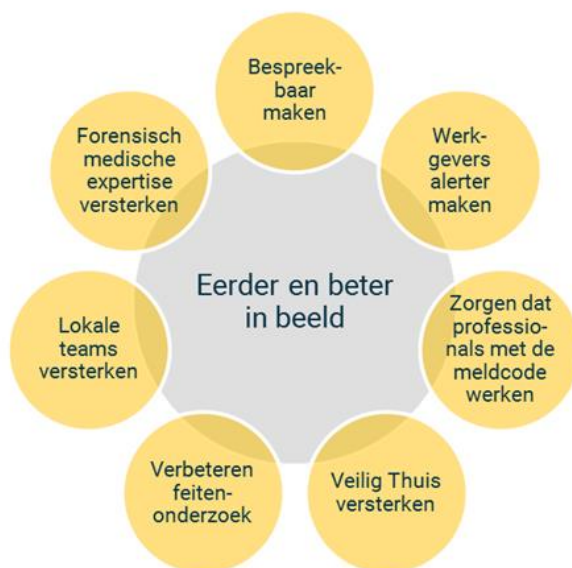 Bespreek-
baar
maken
Werk-
gevers
alerter
maken
Zorgen dat
professio-
nals met de
meldcode
werken
Veilig Thuis
versterken
Verbeteren
feiten-
onderzoek
Lokale
teams
versterken
Forensisch
medische
expertise
versterken
Eerder en beter
in beeld